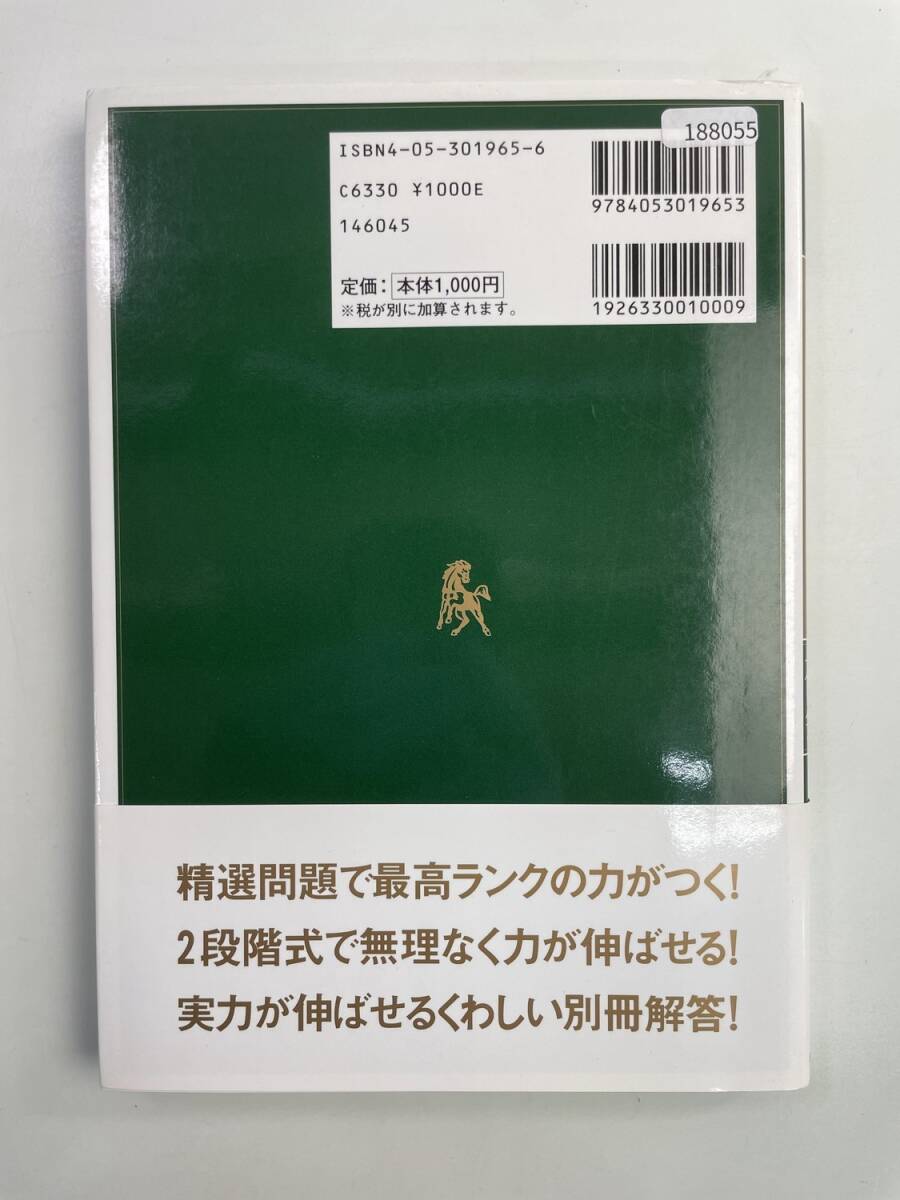 188055
ISBN4-05-301965-6
C6330 ¥1000E
146045
定価：本体1,000円
※税が別に加算されます。
9784053019653
1926330010009
精選問題で最高ランクの力がつく！
2段階式で無理なく力が伸ばせる！
実力が伸ばせるくわしい別冊解答！